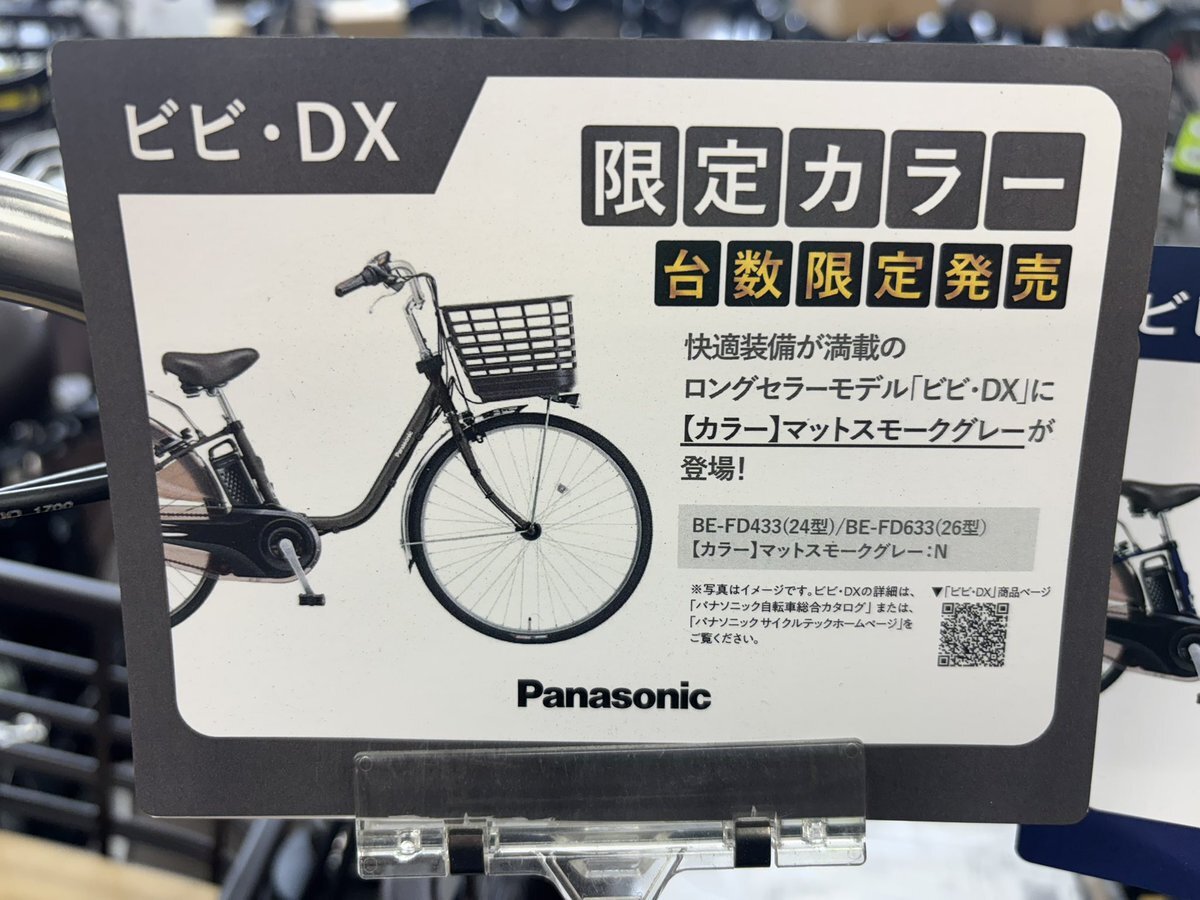 ビビ・DX
限定カラー
台数限定発売
快適装備が満載の
ロングセラーモデル「ビビ・DX」に
【カラー】マットスモークグレーが
登場!
BE-FD433(24型)/BE-FD633(26型)
【カラー】マットスモークグレー:N
※写真はイメージです。ビビ・DXの詳細は、
「パナソニック自転車総合カタログ」または、
「パナソニック サイクルテックホームページ」を
ご覧ください。
▼「ビビ・DX」商品ページ
Panasonic
Panasonic
ビ